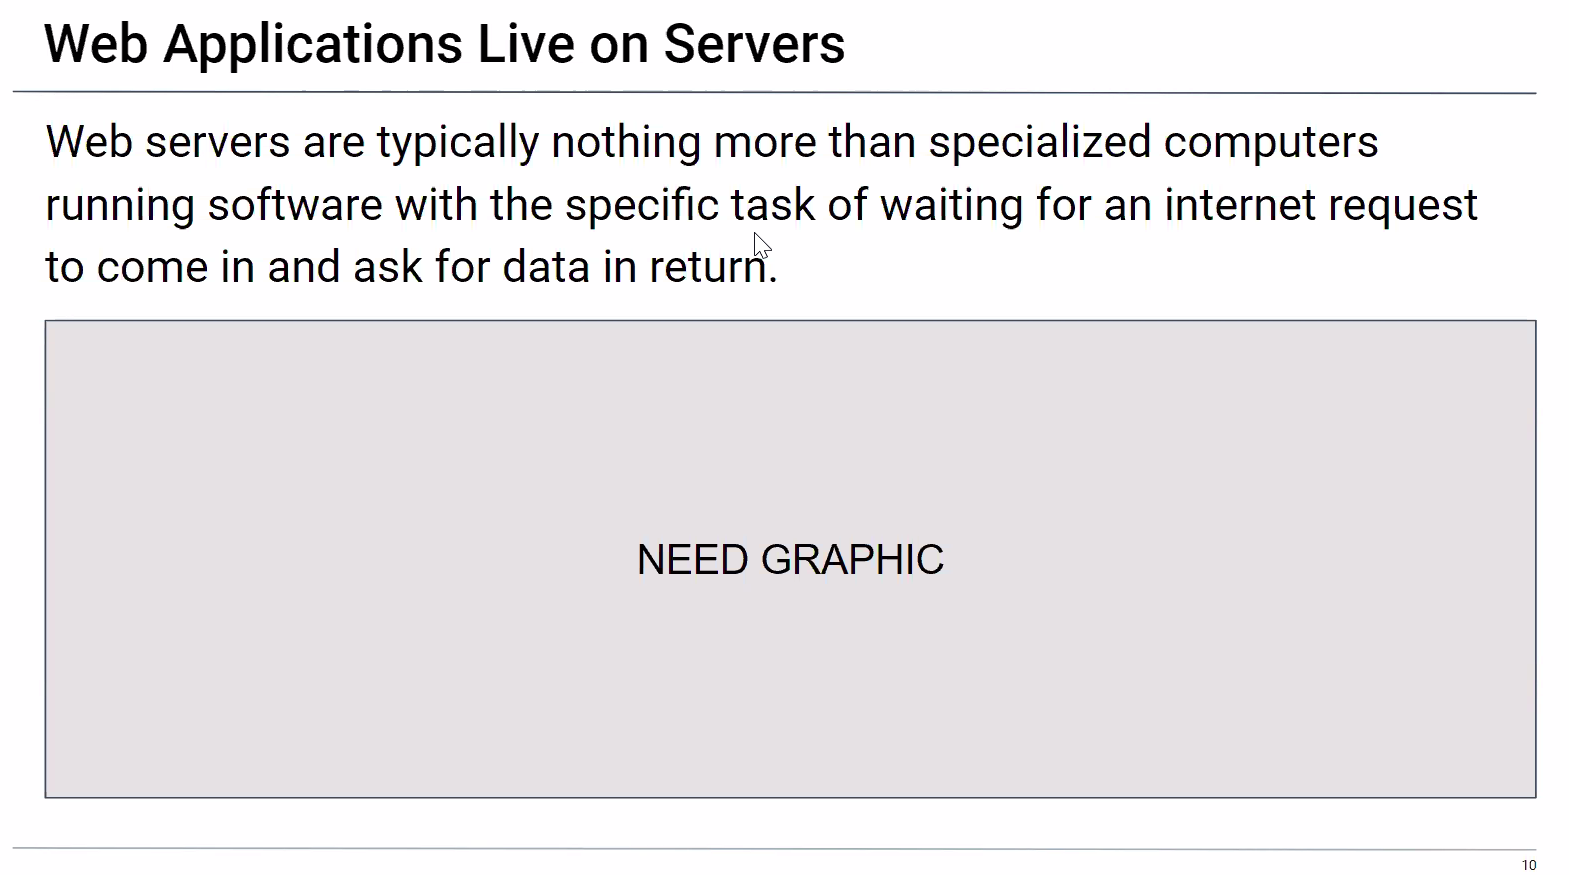 Web Applications Live on Servers
Web servers are typically nothing more than specialized computers
running software with the specific task of waiting for an internet request
to come in and ask for data in return.
NEED GRAPHIC
10